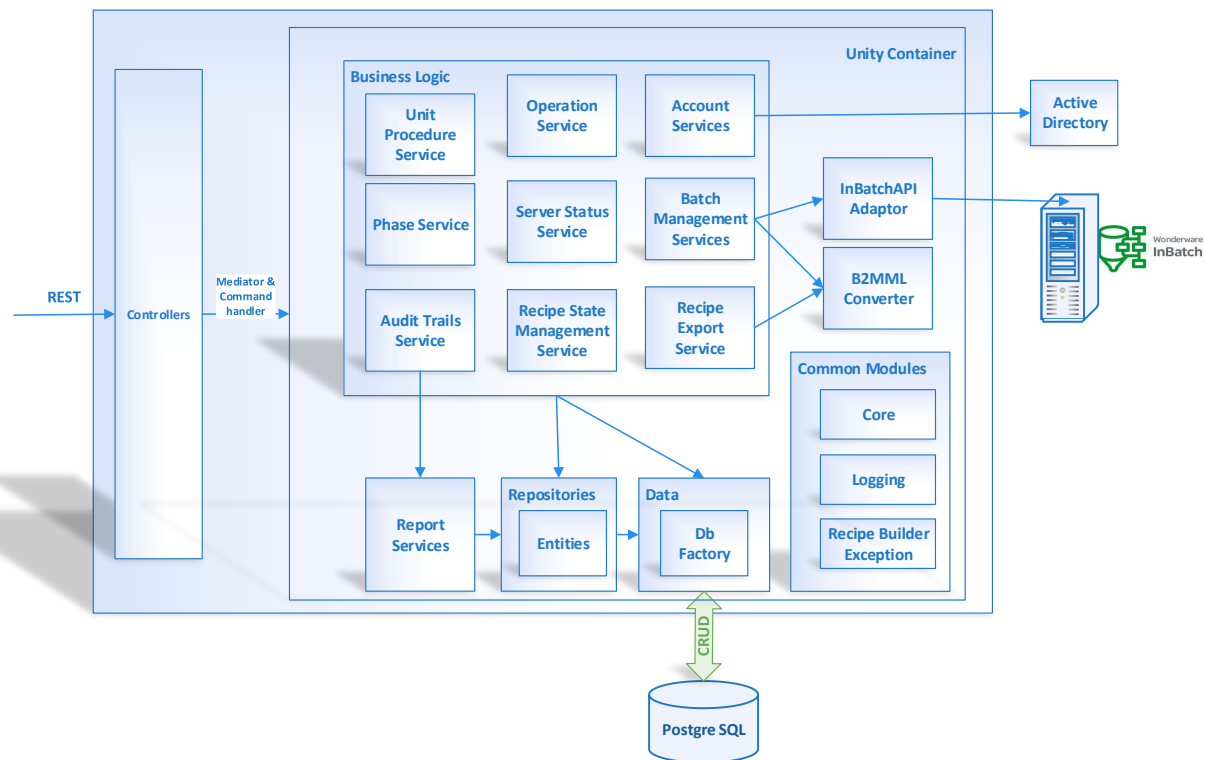 Unity Container
Business Logic
Unit
Procedure
Service
Operation
Service
Account
Services
Active
Directory
Phase Service
Server Status
Service
Batch
Management
Services
InBatchAPI
Adaptor
Wonderware
InBatch
REST
Controllers
Mediator &
Command
handler
Audit Trails
Service
Recipe State
Management
Service
Recipe
Export
Service
B2MML
Converter
Common Modules
Core
Logging
Recipe Builder
Exception
Report
Services
Repositories
Entities
Data
Db
Factory
CRUD
Postgre SQL